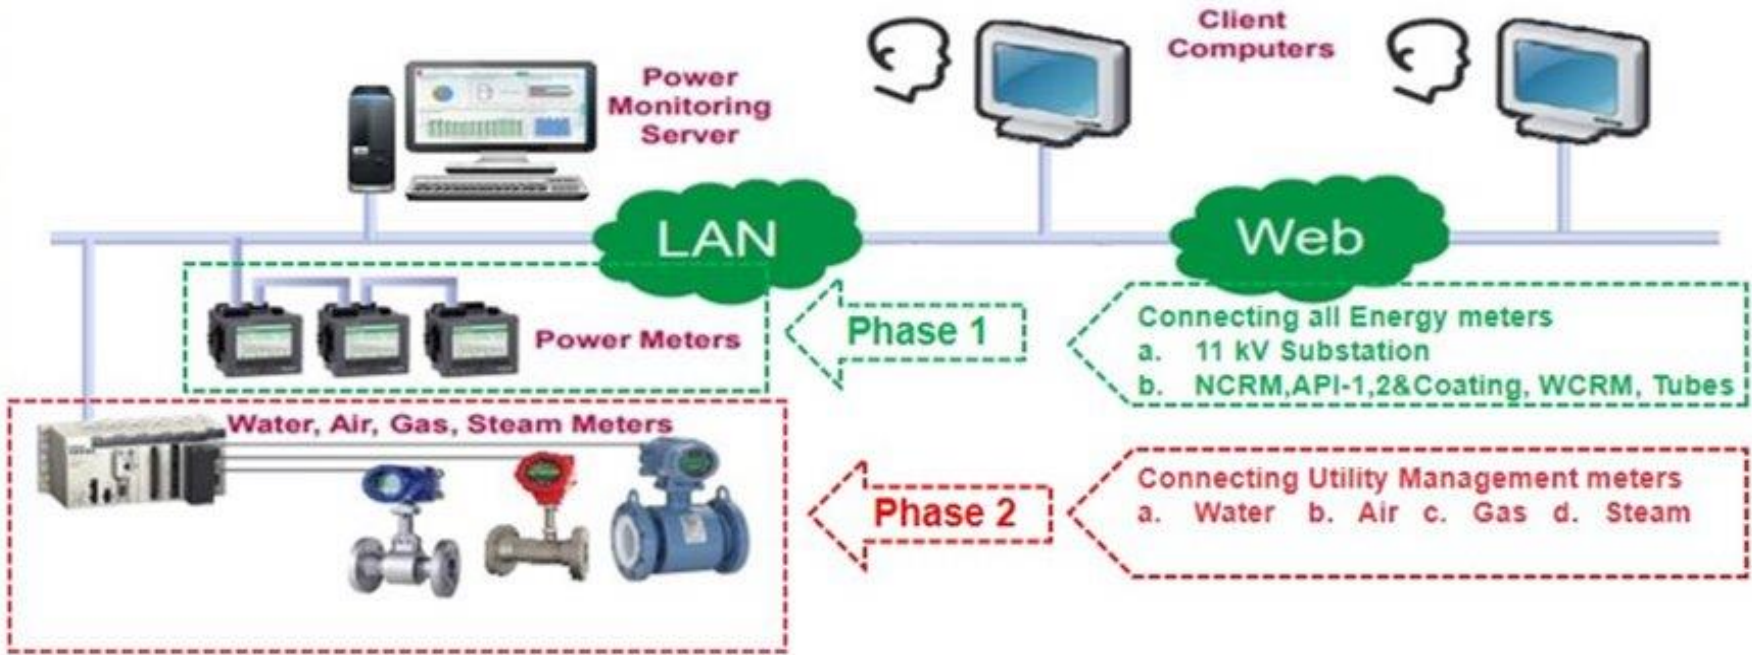 Client
Computers
Power
Monitoring
Server
LAN
Web
Power Meters
Phase 1
Connecting all Energy meters
a. 11 kV Substation
b. NCRM,API-1,2&Coating, WCRM, Tubes
Water, Air, Gas, Steam Meters
Phase 2
Connecting Utility Management meters
a. Water b. Air c. Gas d. Steam